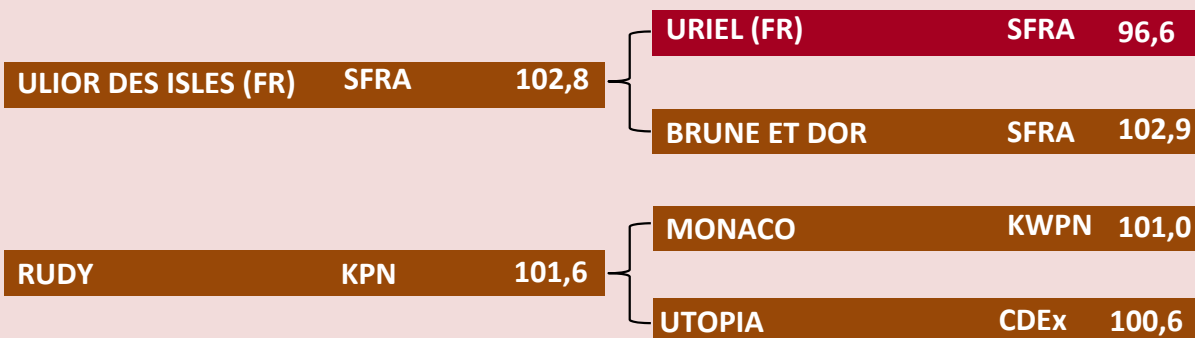 URIEL (FR) SFRA 96,6
ULIOR DES ISLES (FR) SFRA 102,8
BRUNE ET DOR SFRA 102,9
MONACO KWPN 101,0
RUDY KPN 101,6
UTOPIA CDEx 100,6